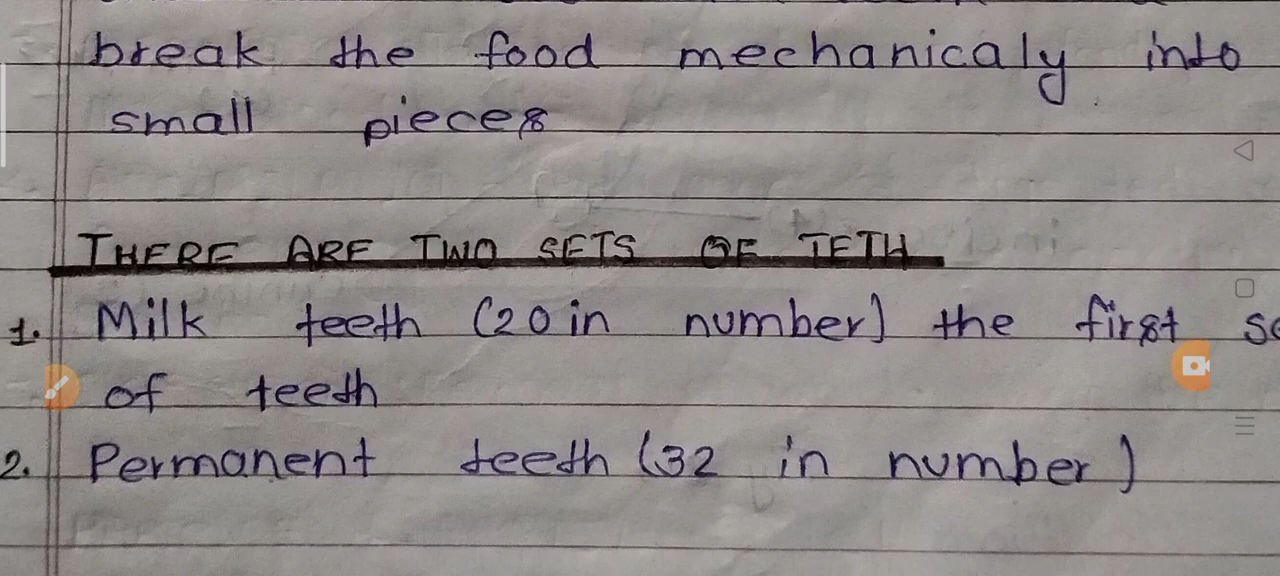 break the food mechanicaly into
small pieces
THERE ARE TWO SETS OF TETH
1. Milk teeth (20 in number) the first
of teeth
2. Permanent teeth (32 in number)